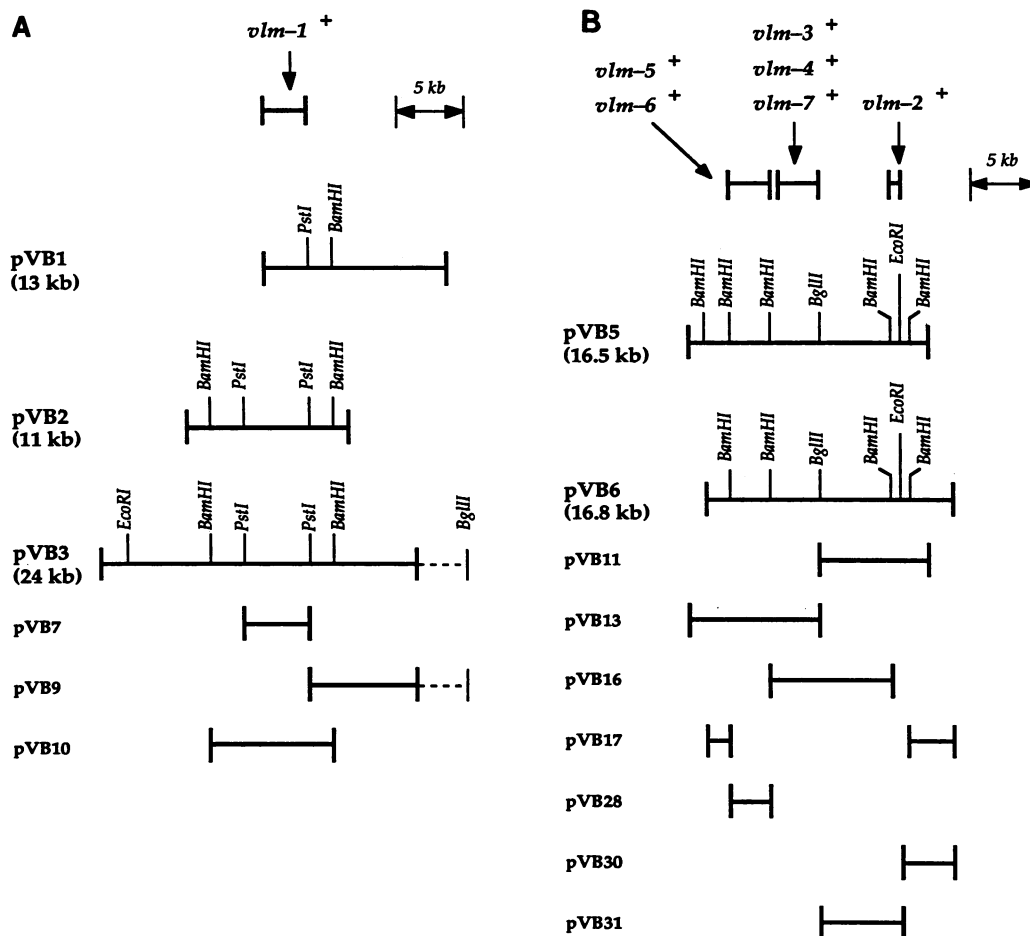 A
vlm–1 +
5 kb
PstI
BamHI
pVB1
(13 kb)
BamHI
PstI
PstI
BamHI
pVB2
(11 kb)
EcoRI
BamHI
PstI
PstI
BamHI
BglII
pVB3
(24 kb)
pVB7
pVB9
pVB10
B
vlm–3 +
vlm–5 +
vlm–4 +
vlm–6 +
vlm–7 +
vlm–2 +
5 kb
BamHI
BamHI
BamHI
BglII
BamHI
EcoRI
BamHI
pVB5
(16.5 kb)
BamHI
BamHI
BglII
BamHI
EcoRI
BamHI
pVB6
(16.8 kb)
pVB11
pVB13
pVB16
pVB17
pVB28
pVB30
pVB31